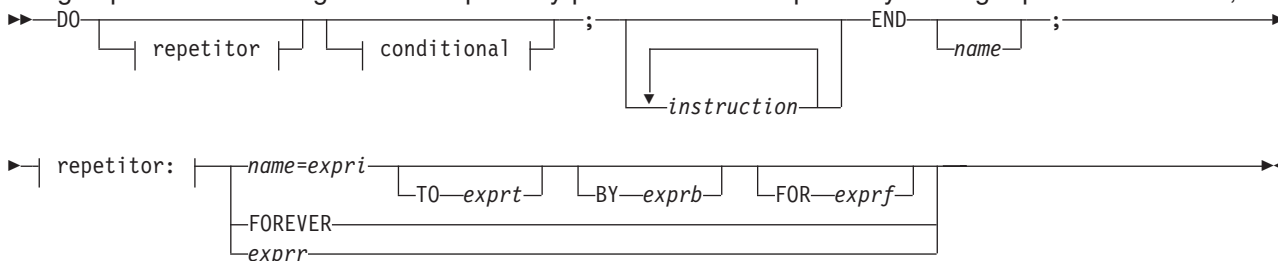 DO repetitor conditional ; instruction END name ;
repetitor: name=expri TO exprt BY exprb FOR exprf
FOREVER
exprr